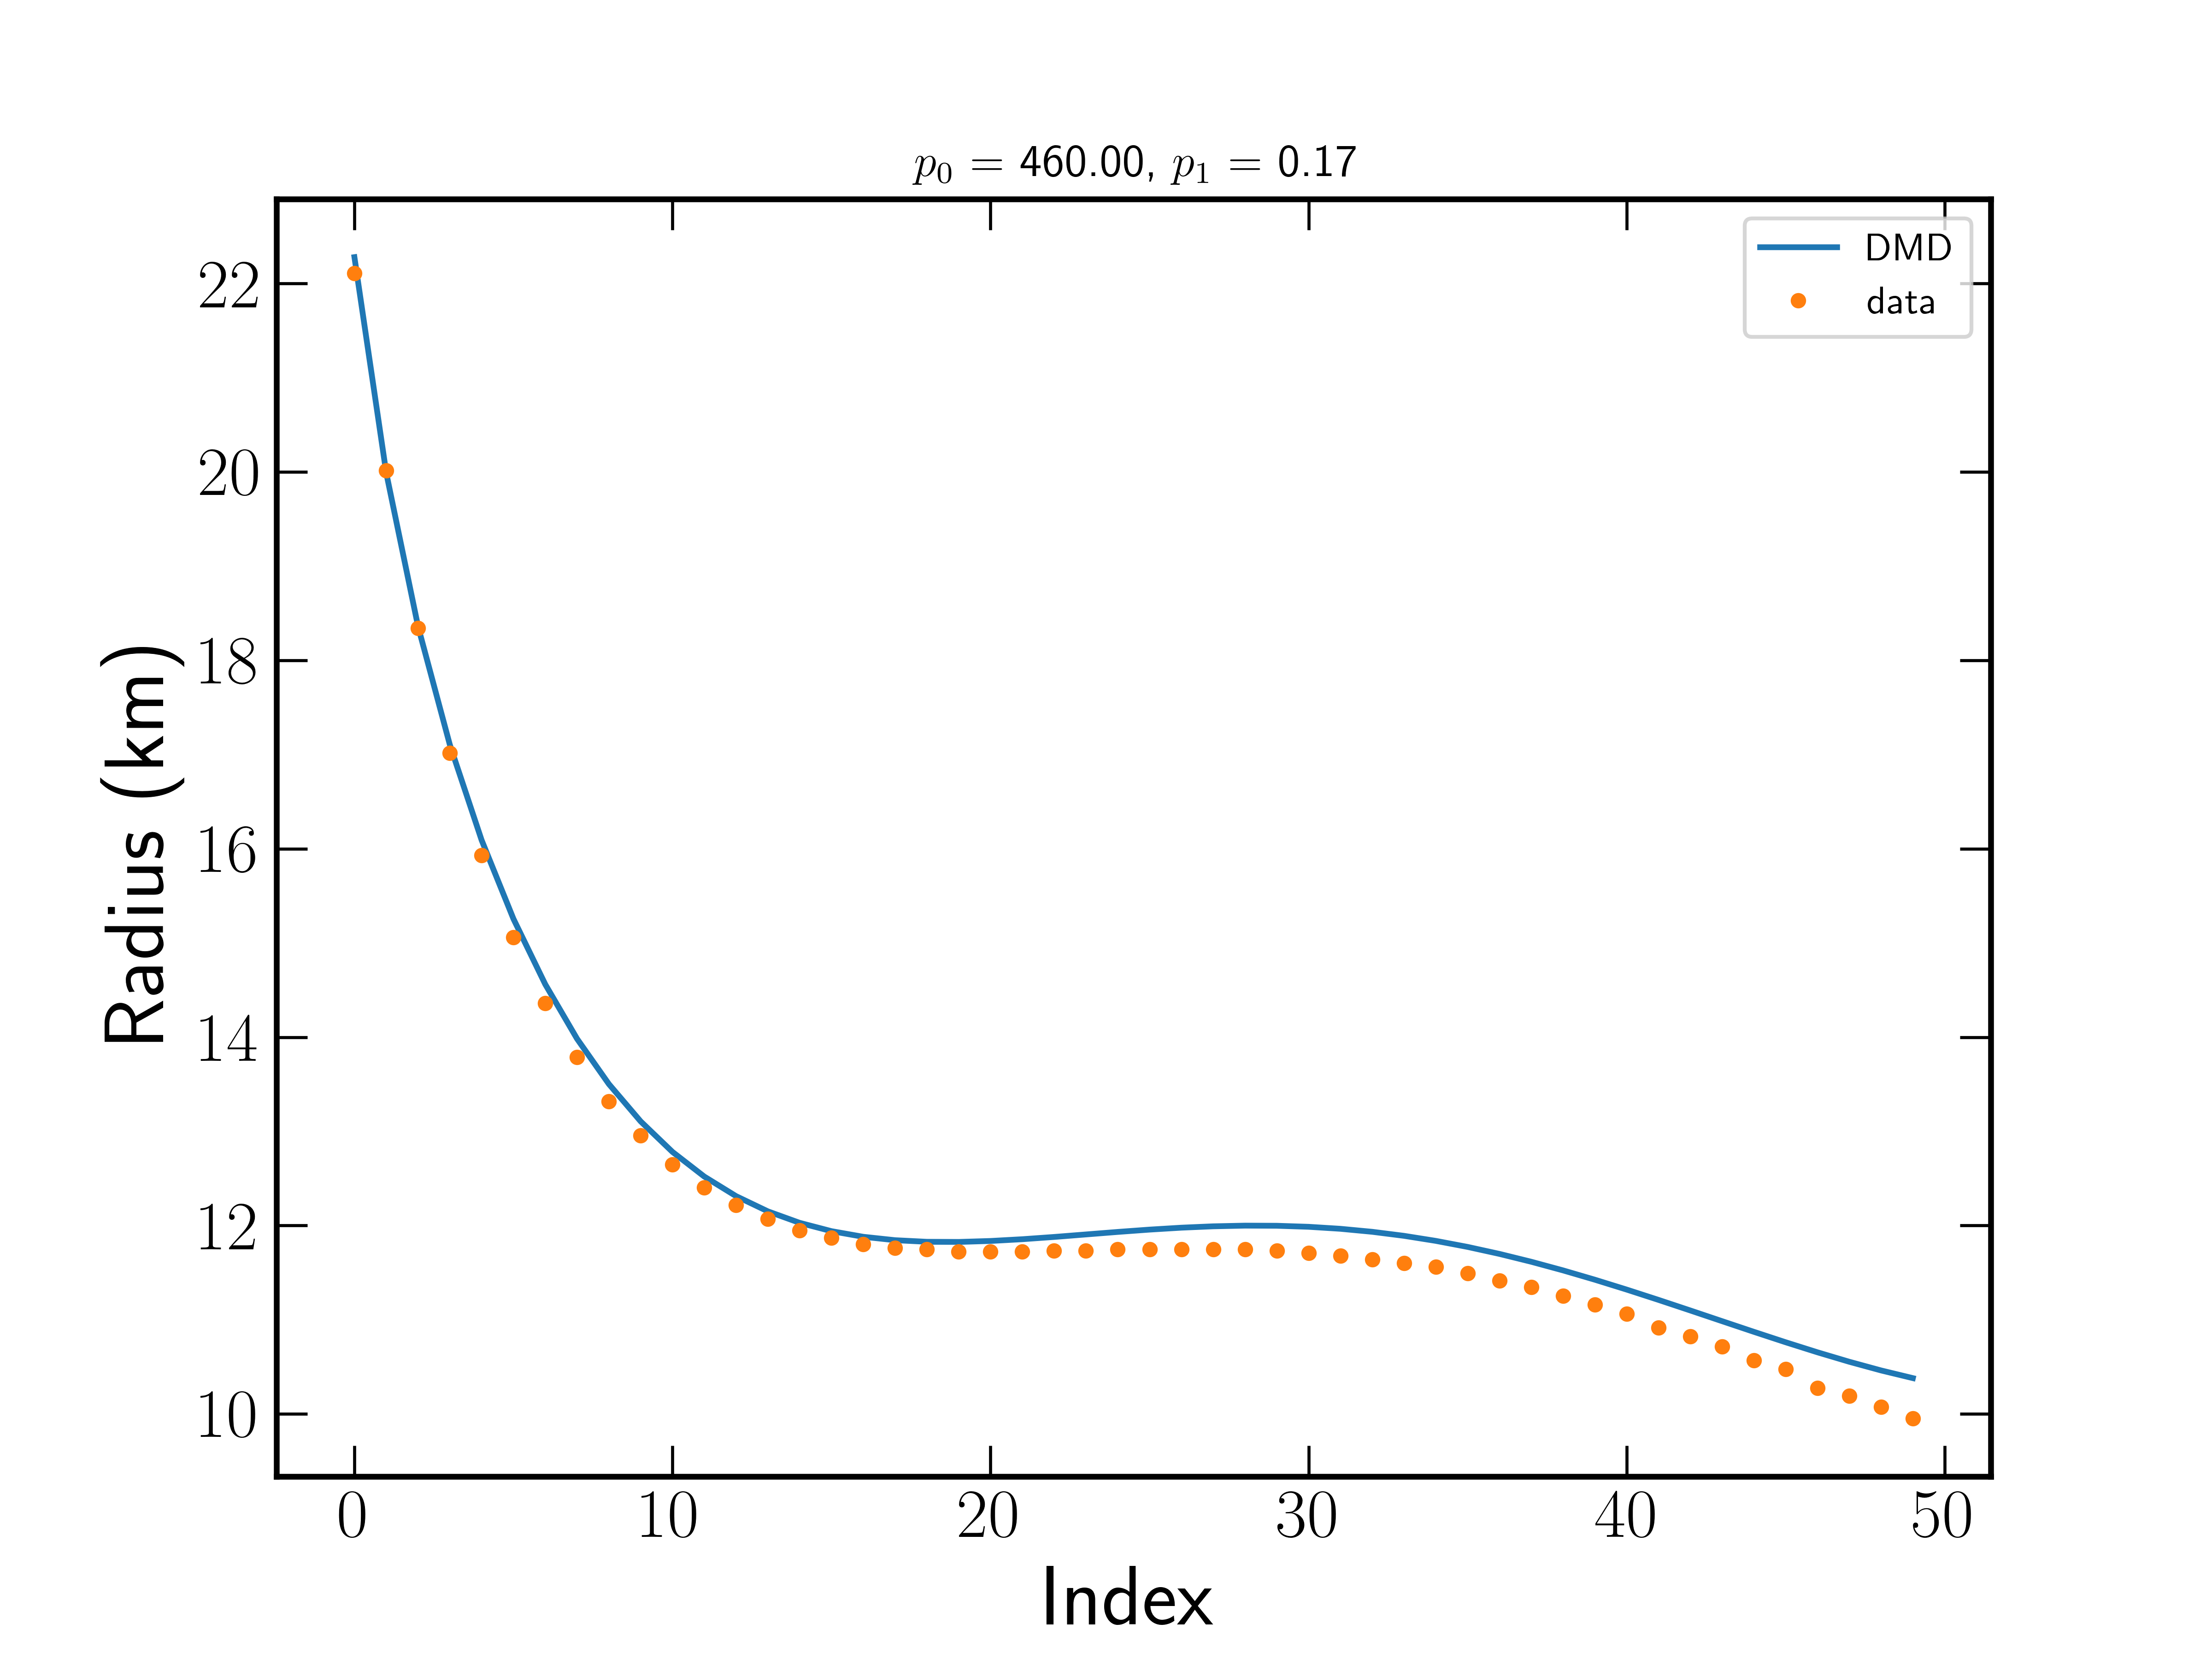 p₀ = 460.00, p₁ = 0.17
DMD
data
22
20
18
16
14
12
10
Radius (km)
0 10 20 30 40 50
Index